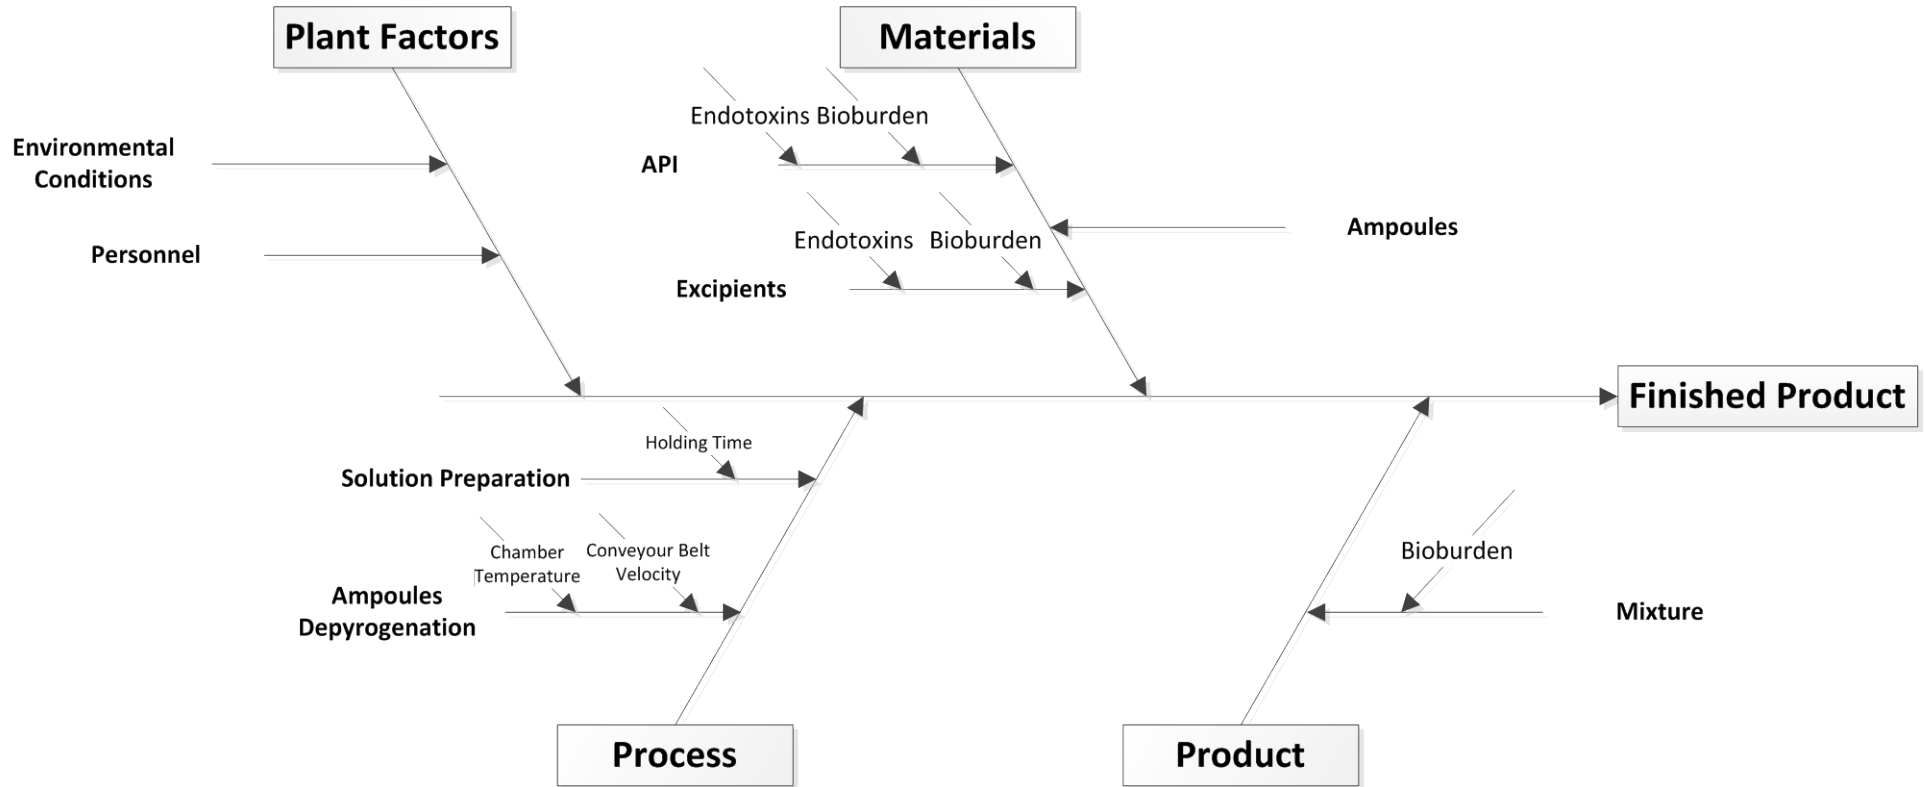 Plant Factors
Materials
Endotoxins Bioburden
Environmental
Conditions
API
Ampoules
Endotoxins Bioburden
Personnel
Excipients
Finished Product
Holding Time
Solution Preparation
Chamber
Temperature
Conveyour Belt
Velocity
Bioburden
Ampoules
Depyrogenation
Mixture
Process
Product